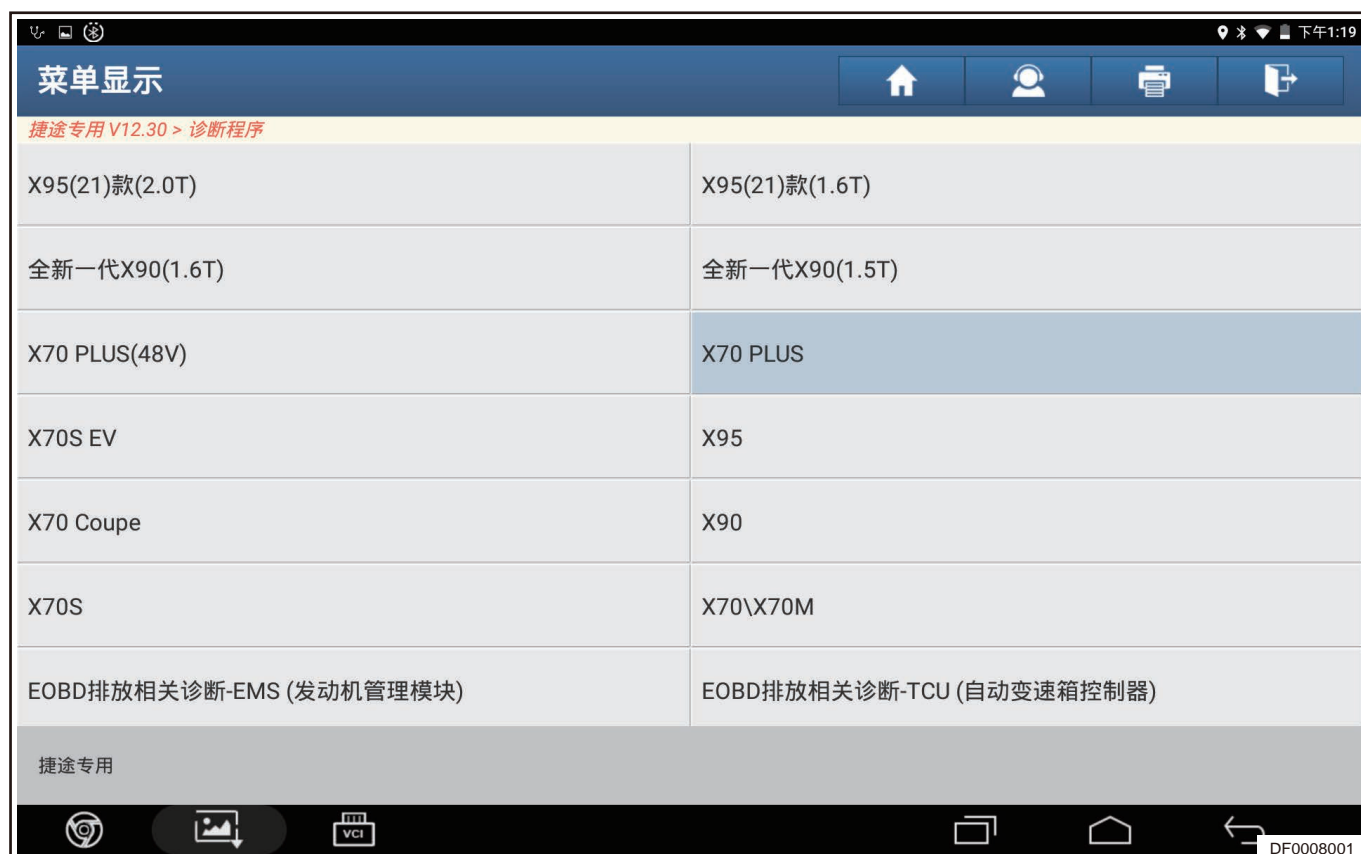 下午1:19
菜单显示
捷途专用 V12.30 > 诊断程序
X95(21)款(2.0T)
X95(21)款(1.6T)
全新一代X90(1.6T)
全新一代X90(1.5T)
X70 PLUS(48V)
X70 PLUS
X70S EV
X95
X70 Coupe
X90
X70S
X70\X70M
EOBD排放相关诊断-EMS (发动机管理模块)
EOBD排放相关诊断-TCU (自动变速箱控制器)
捷途专用
VCI
DF0008001